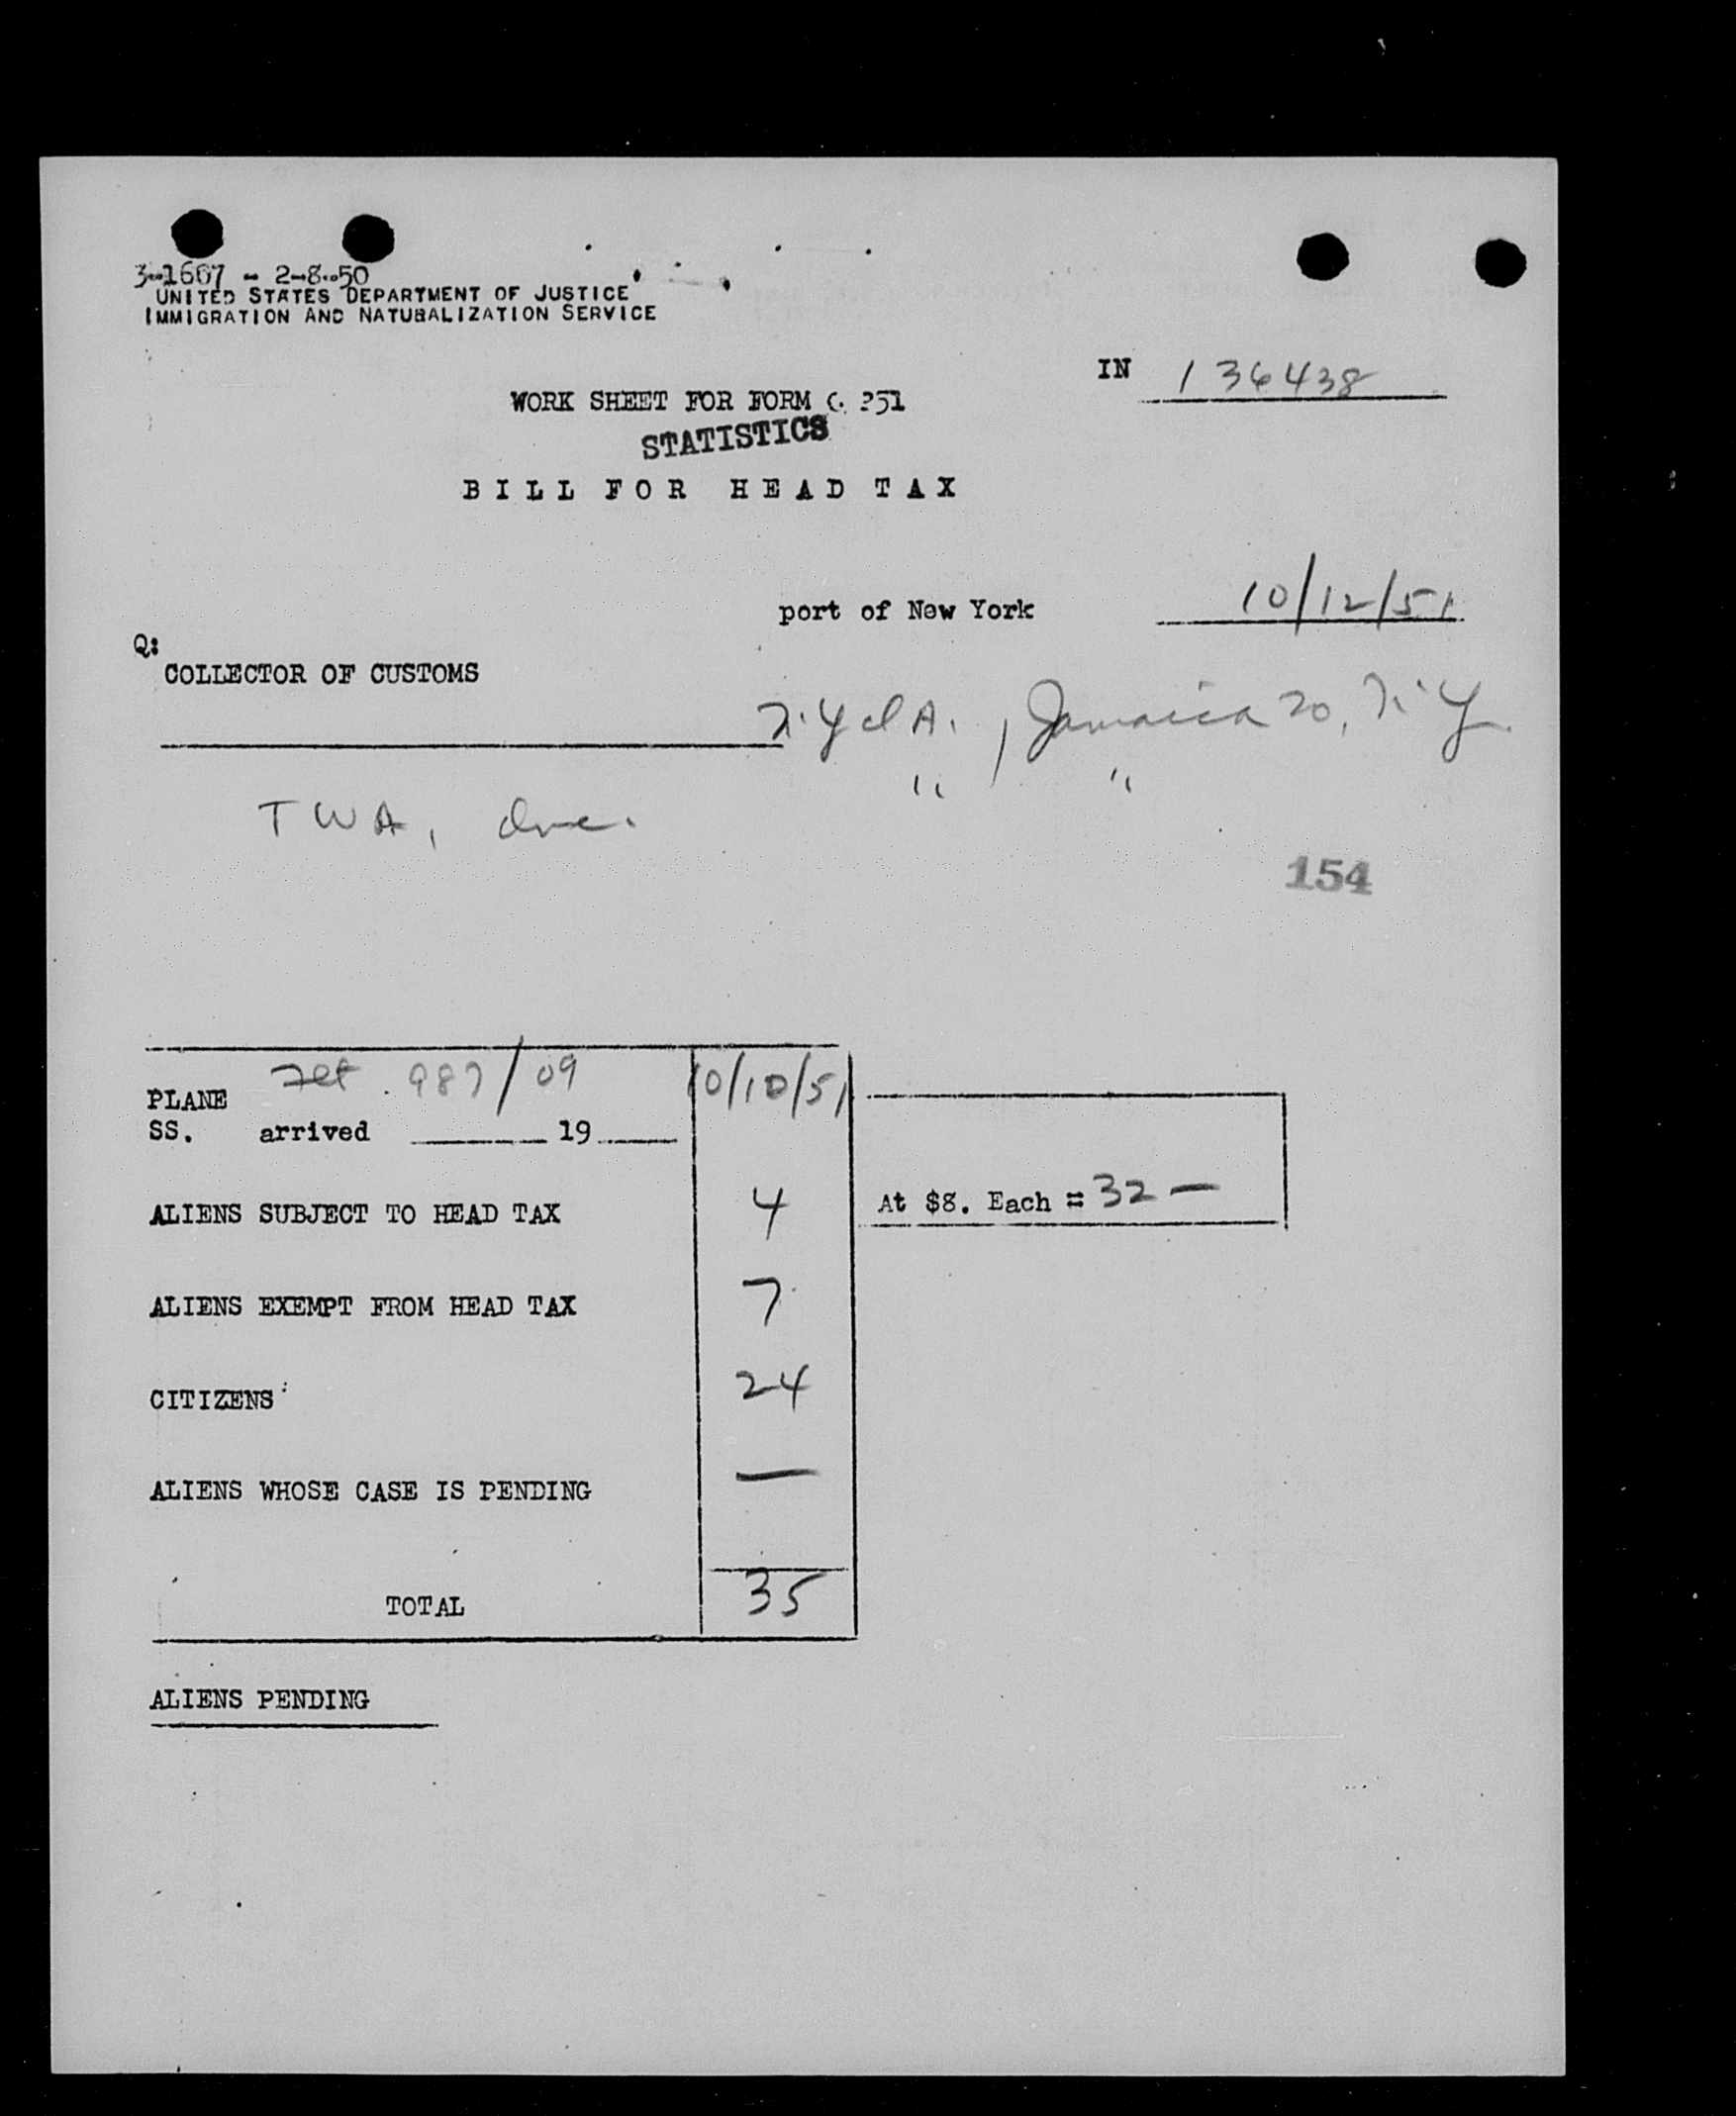 3-1607 - 2-8-50
UNITED STATES DEPARTMENT OF JUSTICE
IMMIGRATION AND NATURALIZATION SERVICE
IN 136438
WORK SHEET FOR FORM 351
STATISTICS
BILL FOR HEAD TAX
port of New York 10/12/51
Q:
COLLECTOR OF CUSTOMS
N.Y.I.A., Jamaica 20, N.Y.
" "
TWA, Inc.
154
Flt. 987/09 10/10/51
PLANE
SS. arrived 19
ALIENS SUBJECT TO HEAD TAX 4 At $8. Each = 32 —
ALIENS EXEMPT FROM HEAD TAX 7
CITIZENS 24
ALIENS WHOSE CASE IS PENDING —
TOTAL 35
ALIENS PENDING